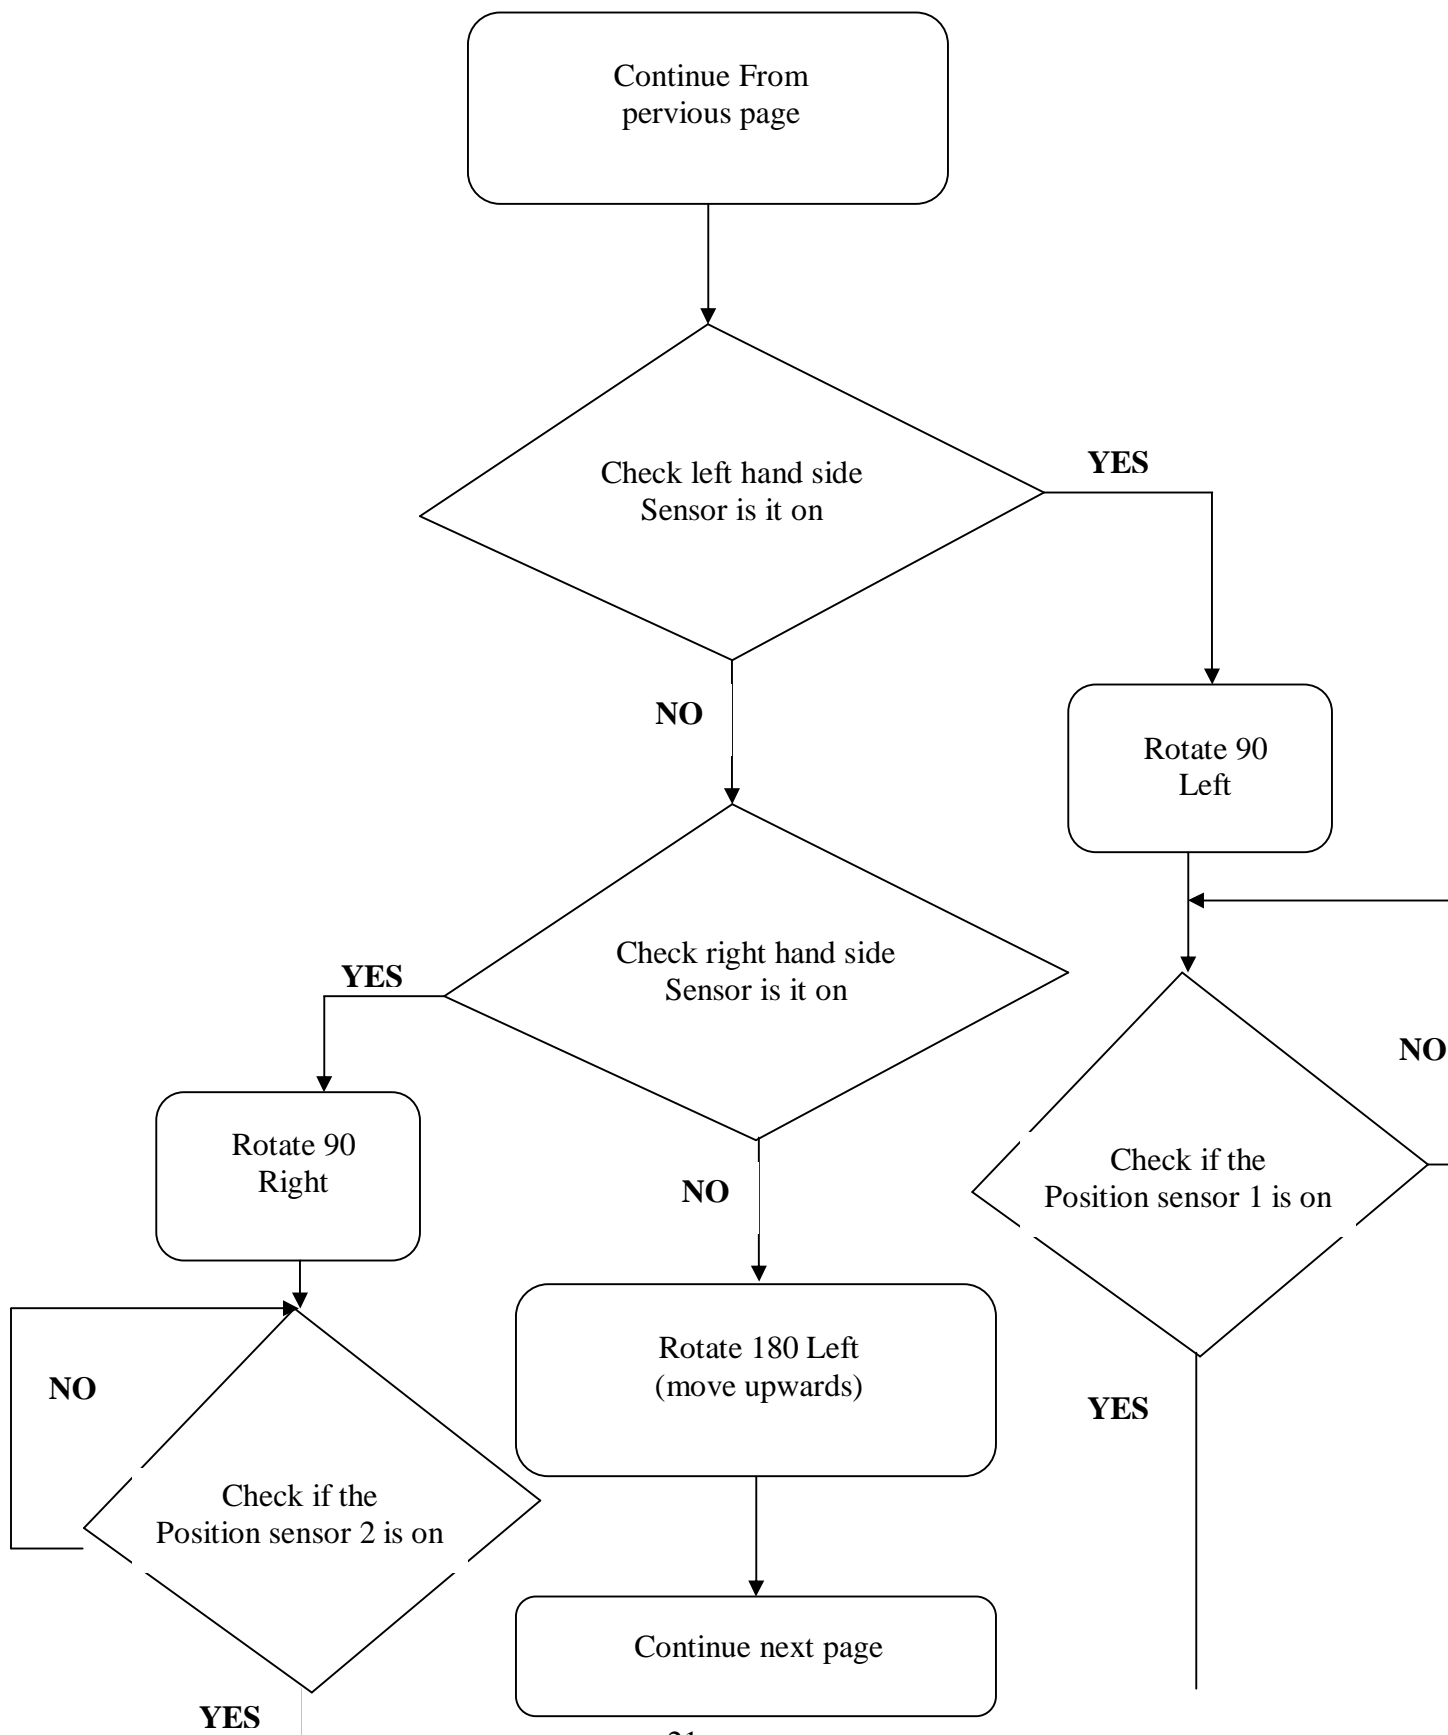 Continue From
pervious page
Check left hand side
Sensor is it on
YES
NO
Rotate 90
Left
Check right hand side
Sensor is it on
YES
NO
NO
Rotate 90
Right
Check if the
Position sensor 1 is on
Rotate 180 Left
(move upwards)
NO
YES
Check if the
Position sensor 2 is on
Continue next page
YES